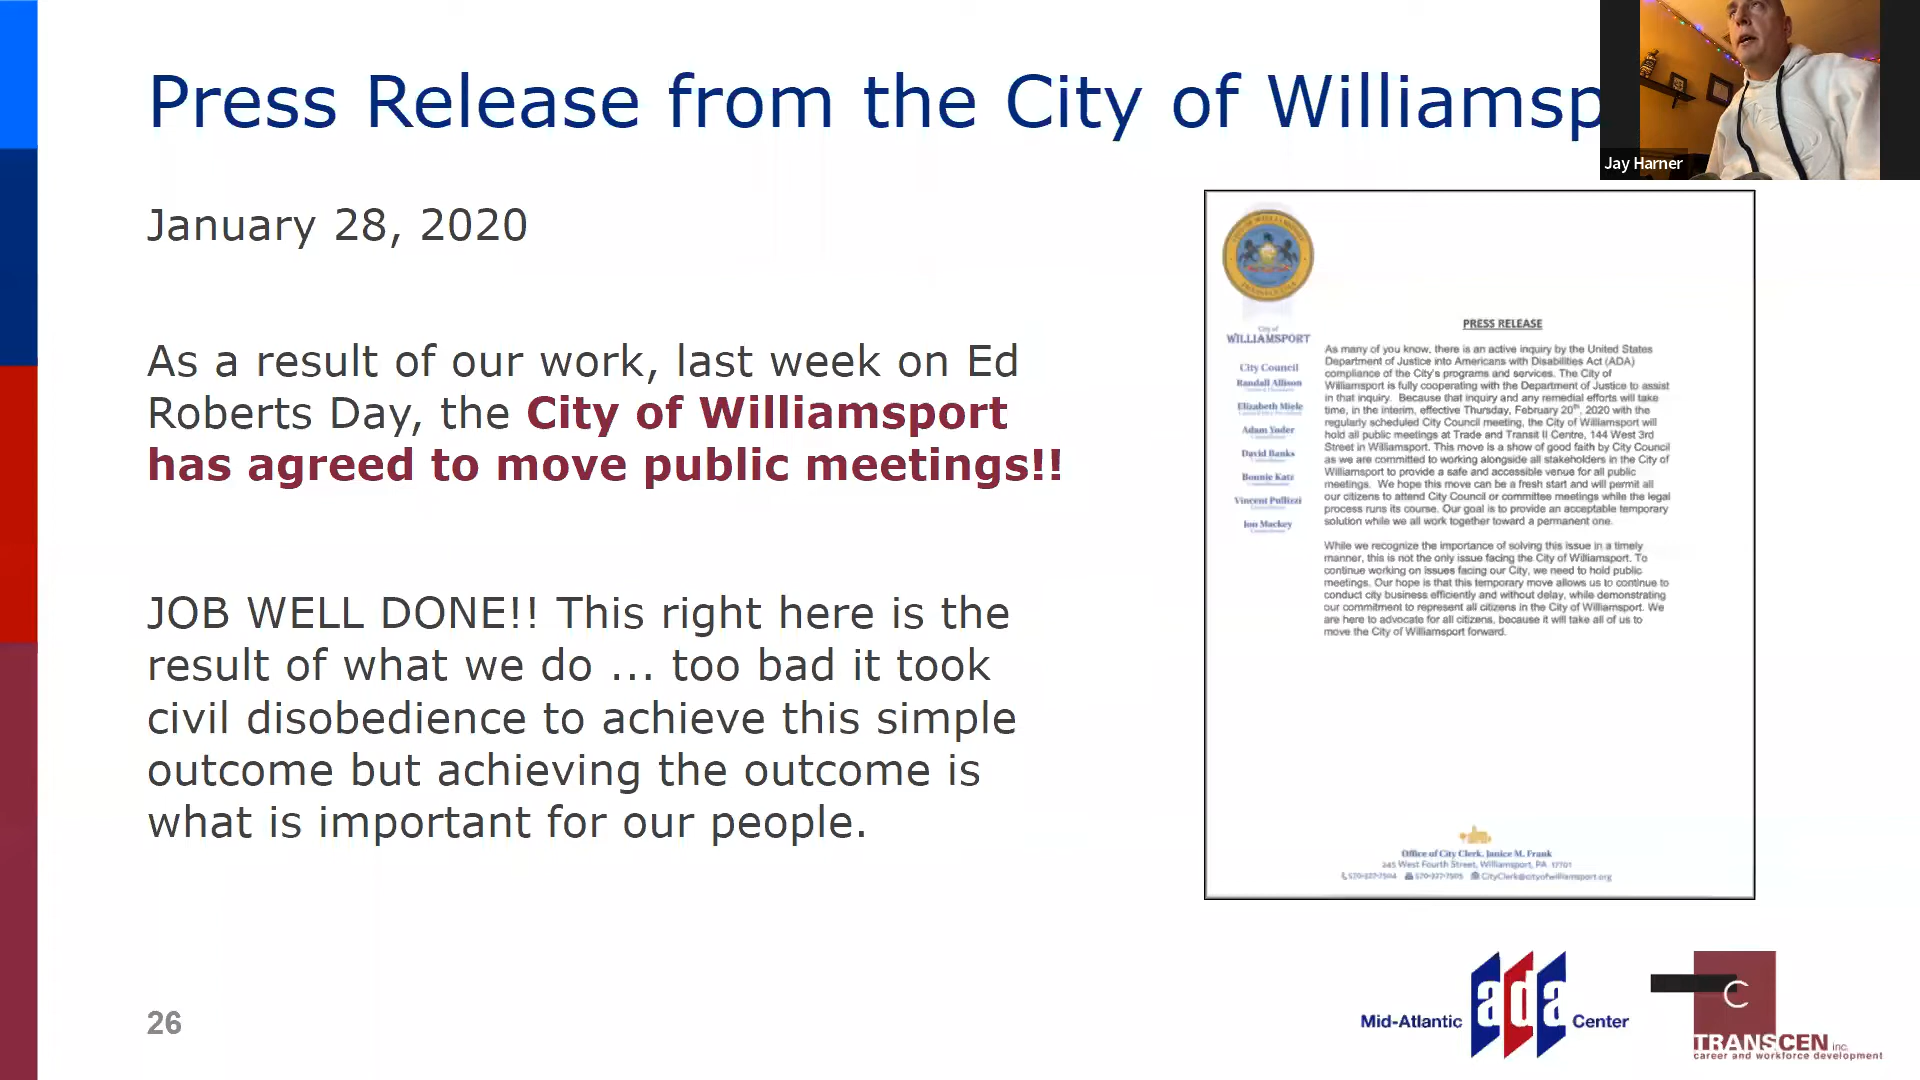 Press Release from the City of Williamsp
Jay Harner
January 28, 2020
As a result of our work, last week on Ed
Roberts Day, the City of Williamsport
has agreed to move public meetings!!
JOB WELL DONE!! This right here is the
result of what we do ... too bad it took
civil disobedience to achieve this simple
outcome but achieving the outcome is
what is important for our people.
City of
WILLIAMSPORT
City Council
Randall Allison
Elizabeth Miele
Adam Yoder
David Banks
Bonnie Katz
Vincent Pulizzi
Jon Mackey
PRESS RELEASE
As many of you know, there is an active inquiry by the United States
Department of Justice into Americans with Disabilities Act (ADA)
compliance of the City's programs and services. The City of
Williamsport is fully cooperating with the Department of Justice to assist
in that inquiry. Because that inquiry and any remedial efforts will take
time, in the interim, effective Thursday, February 20th, 2020 with the
regularly scheduled City Council meeting, the City of Williamsport will
hold all public meetings at Trade and Transit II Centre, 144 West 3rd
Street in Williamsport. This move is a show of good faith by City Council
as we are committed to working alongside all stakeholders in the City of
Williamsport to provide a safe and accessible venue for all public
meetings. We hope this move can be a fresh start and will permit all
our citizens to attend City Council or committee meetings while the legal
process runs its course. Our goal is to provide an acceptable temporary
solution while we all work together toward a permanent one.
While we recognize the importance of solving this issue in a timely
manner, this is not the only issue facing the City of Williamsport. To
continue working on issues facing our City, we need to hold public
meetings. Our hope is that this temporary move allows us to continue to
conduct city business efficiently and without delay, while demonstrating
our commitment to represent all citizens in the City of Williamsport. We
are here to advocate for all citizens, because it will take all of us to
move the City of Williamsport forward.
Office of City Clerk, Janice M. Frank
245 West Fourth Street, Williamsport, PA 17701
570-327-7504 570-327-7505 CityClerk@cityofwilliamsport.org
26
Mid-Atlantic ada Center
C
TRANSCEN inc.
career and workforce development